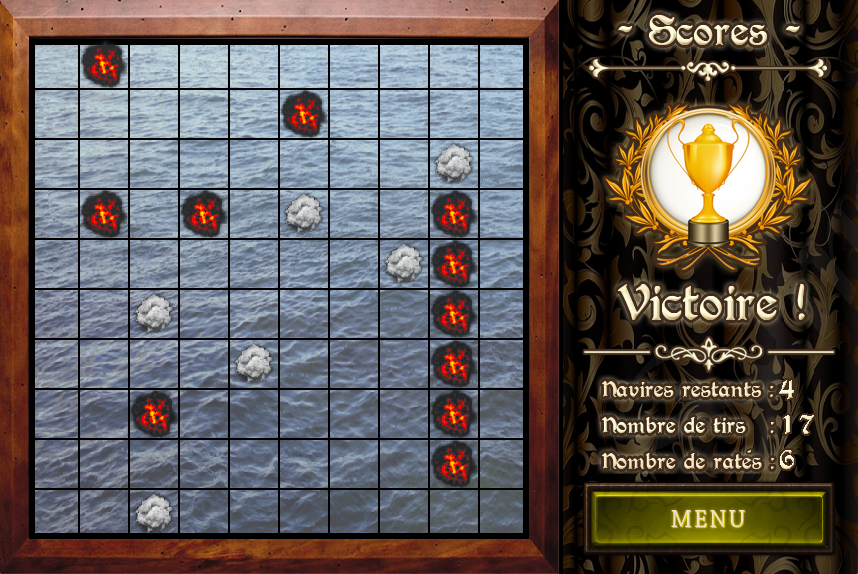 - Scores -
Victoire !
Navires restants : 4
Nombre de tirs : 17
Nombre de ratés : 6
MENU